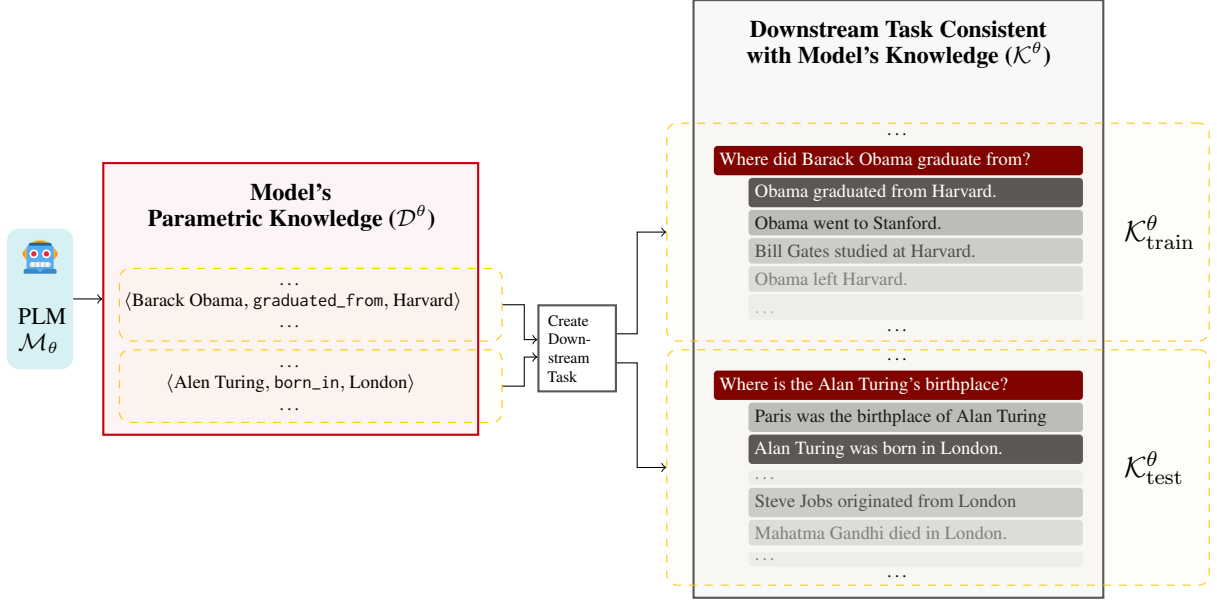 PLM
ℳ_θ
Model's
Parametric Knowledge (𝒟^θ)
...
⟨Barack Obama, graduated_from, Harvard⟩
...
...
⟨Alen Turing, born_in, London⟩
...
Create
Down-
stream
Task
Downstream Task Consistent
with Model's Knowledge (𝒦^θ)
...
Where did Barack Obama graduate from?
Obama graduated from Harvard.
Obama went to Stanford.
Bill Gates studied at Harvard.
Obama left Harvard.
...
...
𝒦^θ_train
...
Where is the Alan Turing's birthplace?
Paris was the birthplace of Alan Turing
Alan Turing was born in London.
...
Steve Jobs originated from London
Mahatma Gandhi died in London.
...
...
𝒦^θ_test